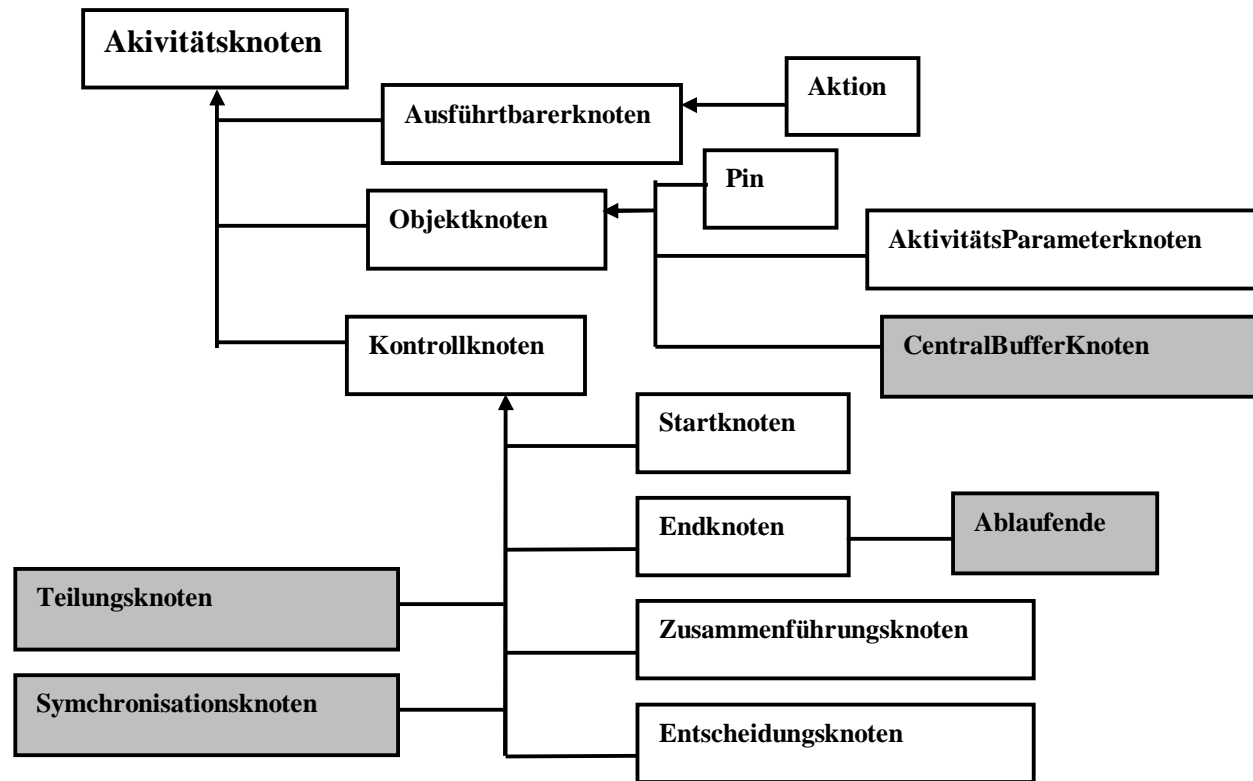 Akivitätsknoten
Aktion
Ausführtbarerknoten
Pin
Objektknoten
AktivitätsParameterknoten
Kontrollknoten
CentralBufferKnoten
Startknoten
Endknoten
Ablaufende
Teilungsknoten
Zusammenführungsknoten
Symchronisationsknoten
Entscheidungsknoten